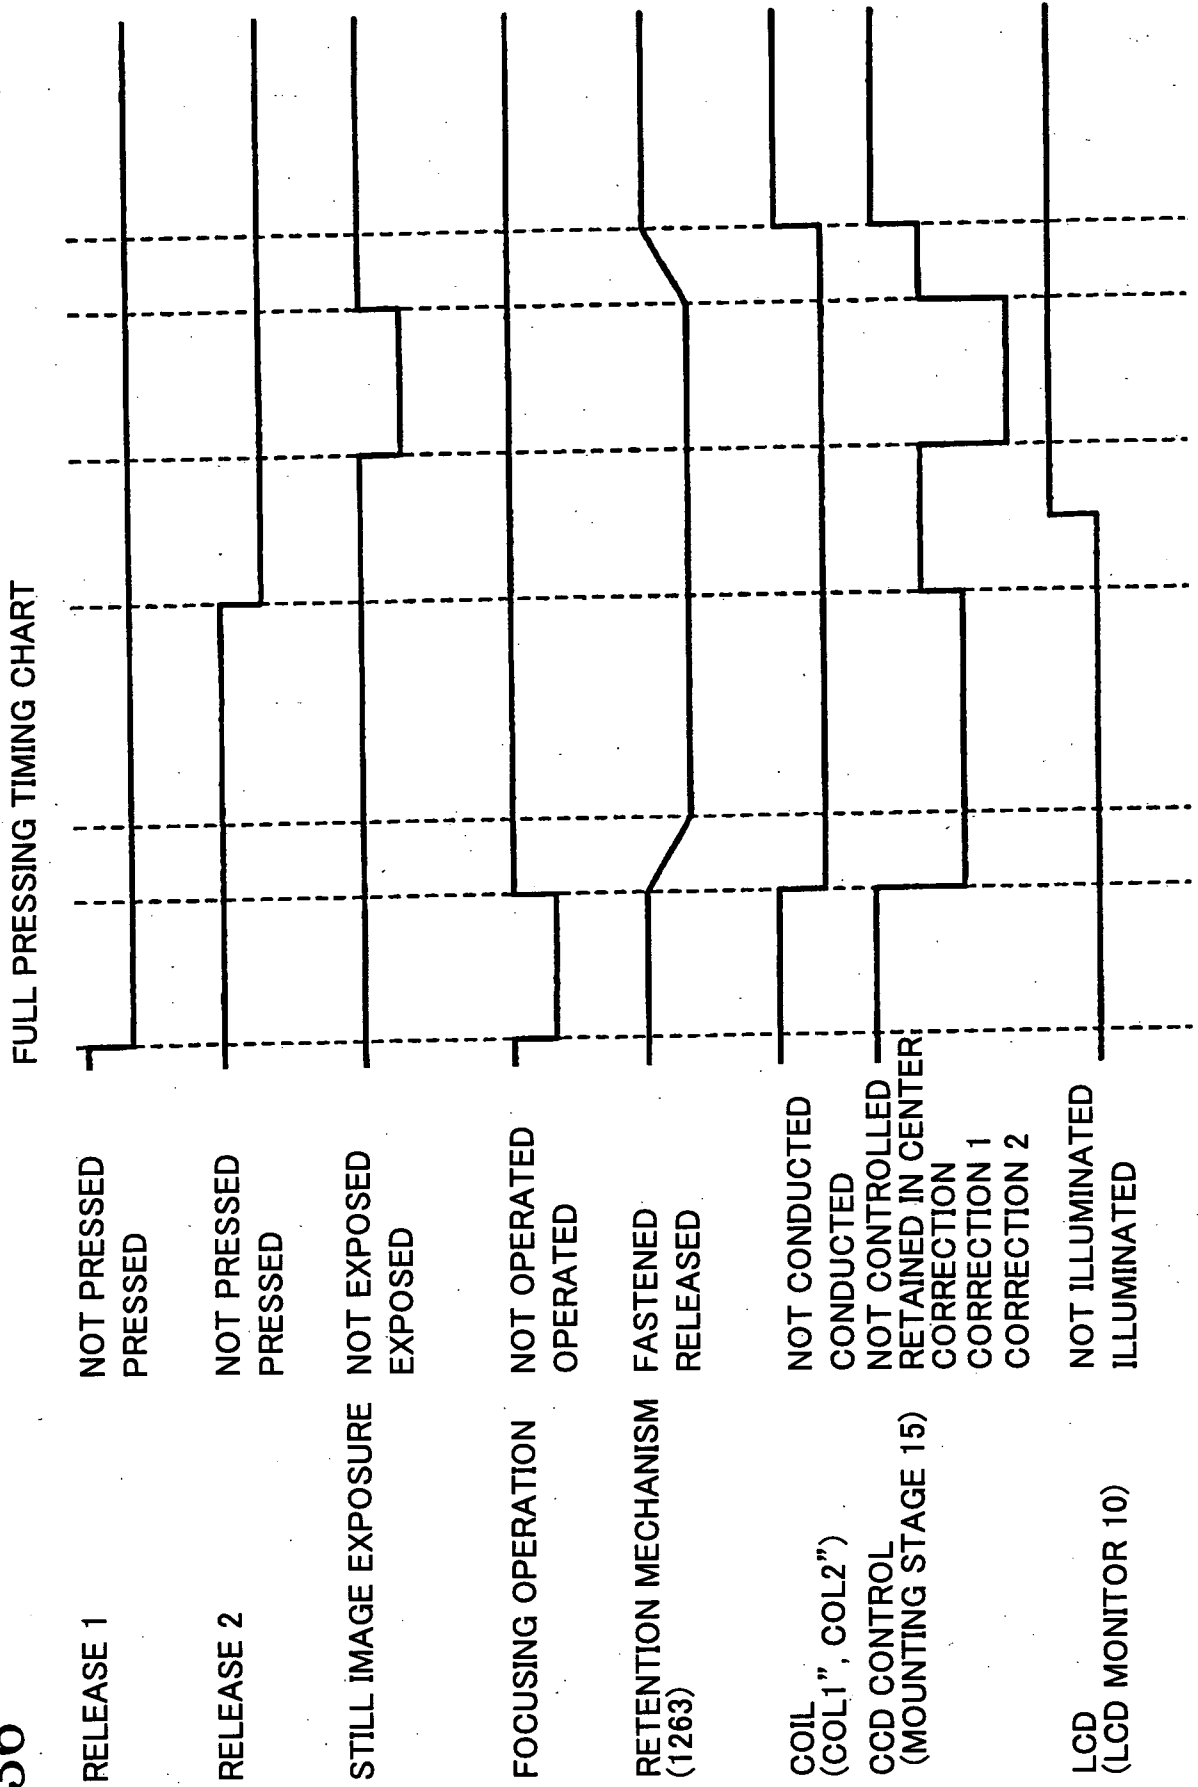 FULL PRESSING TIMING CHART
RELEASE 1
NOT PRESSED
PRESSED
RELEASE 2
NOT PRESSED
PRESSED
STILL IMAGE EXPOSURE
NOT EXPOSED
EXPOSED
FOCUSING OPERATION
NOT OPERATED
OPERATED
RETENTION MECHANISM
(1263)
FASTENED
RELEASED
COIL
(COL1”, COL2”)
NOT CONDUCTED
CONDUCTED
CCD CONTROL
(MOUNTING STAGE 15)
NOT CONTROLLED
RETAINED IN CENTER
CORRECTION
CORRECTION 1
CORRECTION 2
LCD
(LCD MONITOR 10)
NOT ILLUMINATED
ILLUMINATED